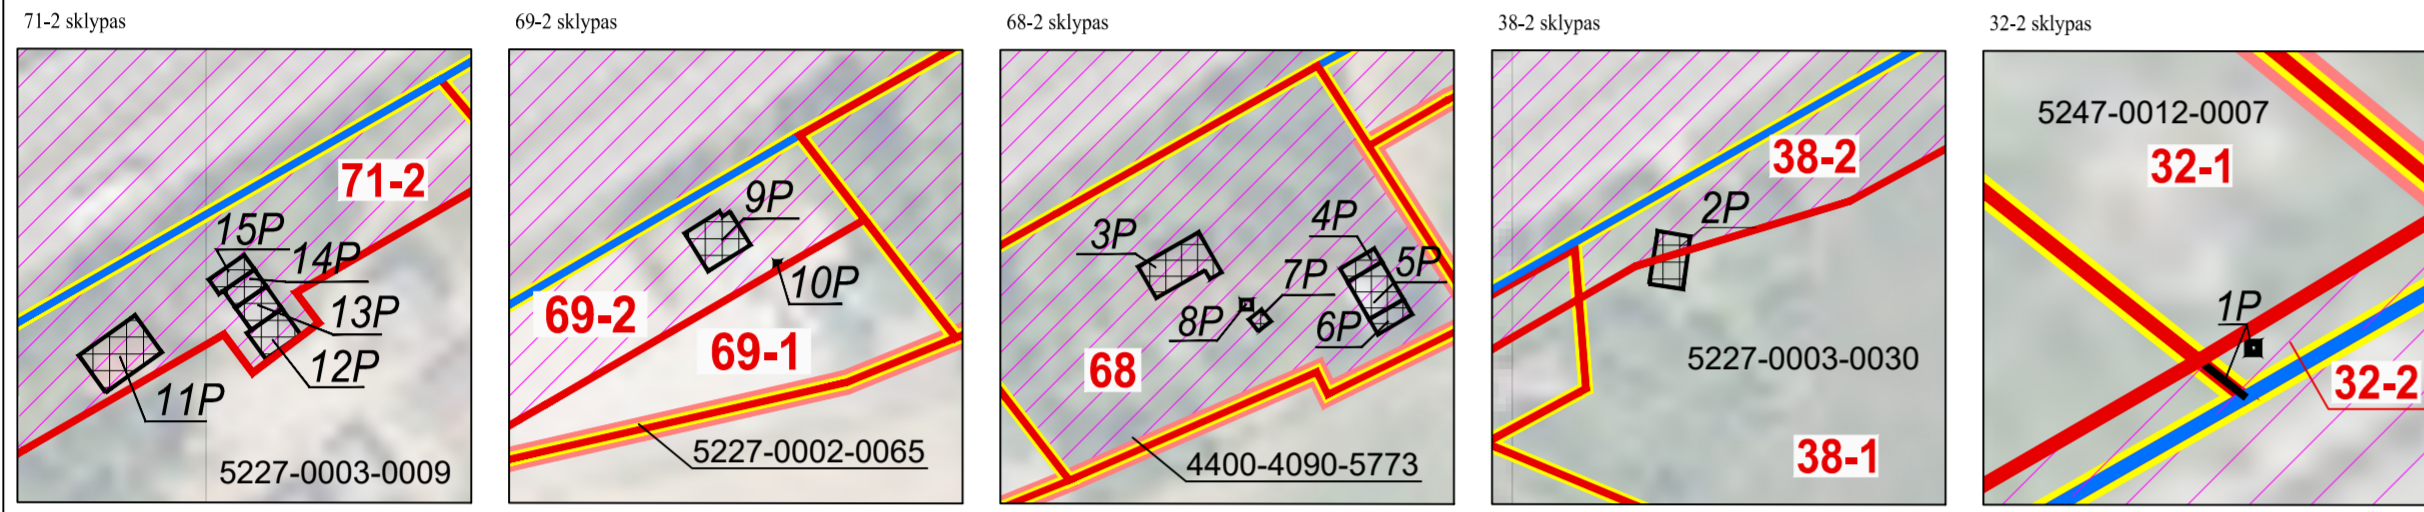 71-2 sklypas
71-2
15P
14P
13P
12P
11P
5227-0003-0009
69-2 sklypas
9P
10P
69-2
69-1
5227-0002-0065
68-2 sklypas
3P
4P
5P
7P
8P
6P
68
4400-4090-5773
38-2 sklypas
38-2
2P
5227-0003-0030
38-1
32-2 sklypas
5247-0012-0007
32-1
1P
32-2